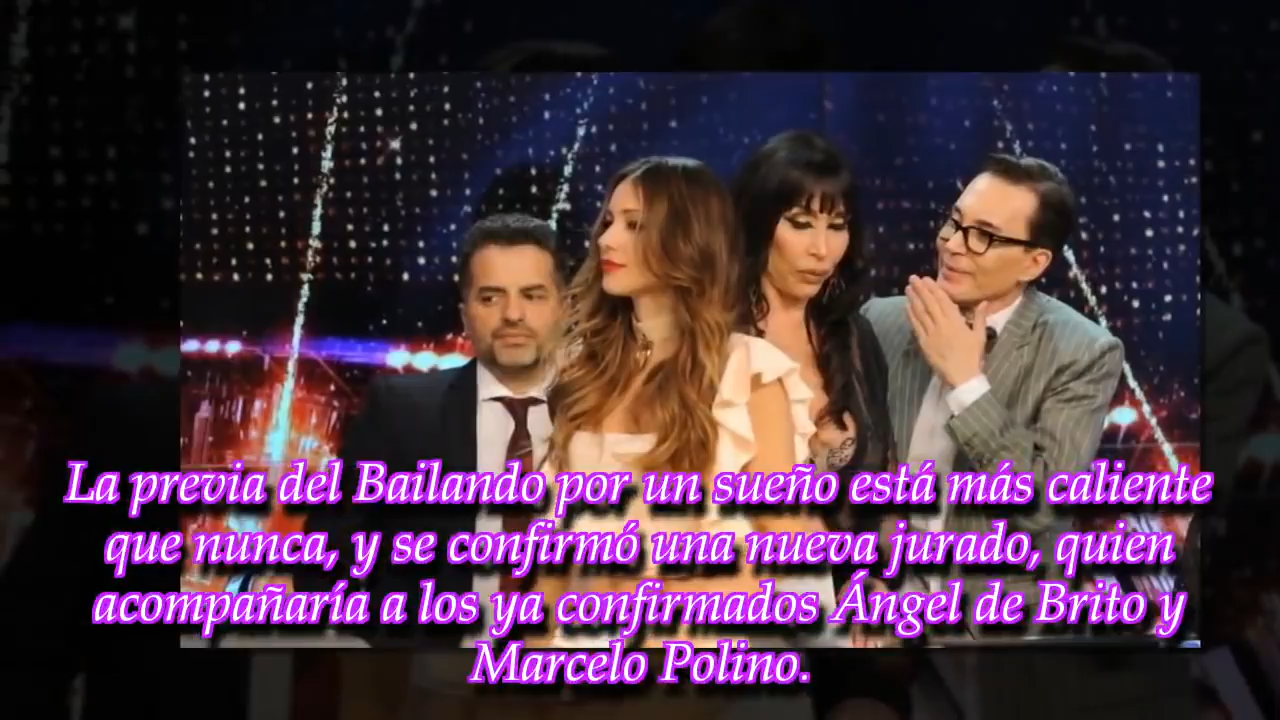 La previa del Bailando por un sueño está más caliente
que nunca, y se confirmó una nueva jurado, quien
acompañaría a los ya confirmados Ángel de Brito y
Marcelo Polino.